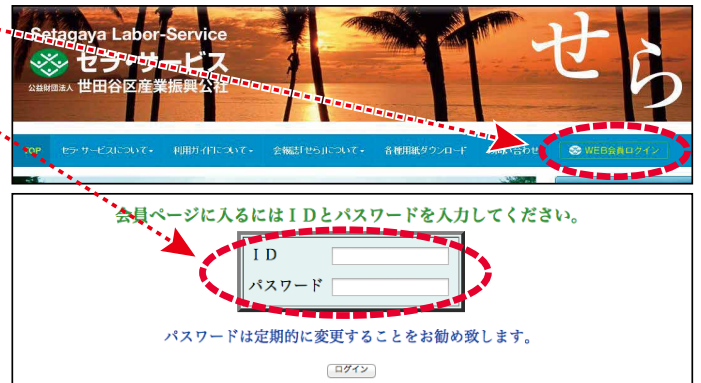 Setagaya Labor-Service
セラ・サービス
公益財団法人 世田谷区産業振興公社
せら
TOP セラ・サービスについて 利用ガイドについて 会報誌「せら」について 各種用紙ダウンロード お問い合わせ WEB会員ログイン
会員ページに入るにはＩＤとパスワードを入力してください。
ＩＤ
パスワード
パスワードは定期的に変更することをお勧め致します。
ログイン